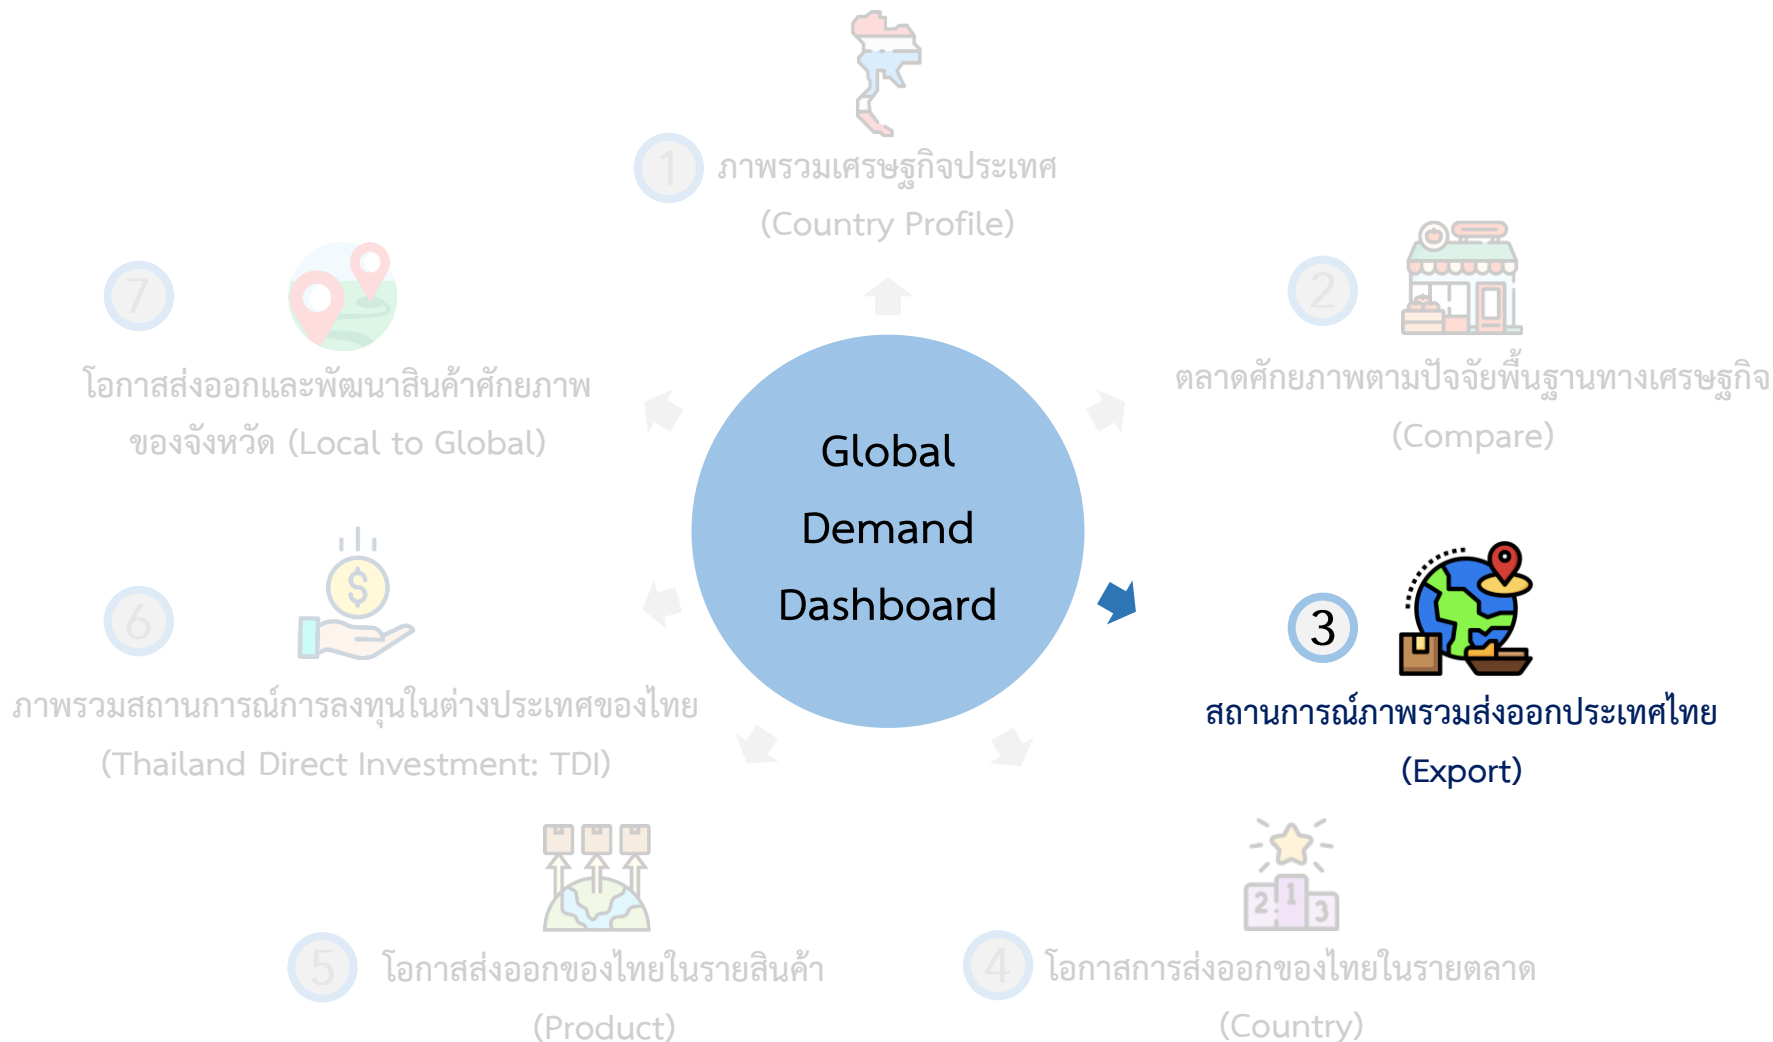 1
ภาพรวมเศรษฐกิจประเทศ
(Country Profile)
2
ตลาดศักยภาพตามปัจจัยพื้นฐานทางเศรษฐกิจ
(Compare)
3
สถานการณ์ภาพรวมส่งออกประเทศไทย
(Export)
2 1 3
4
โอกาสการส่งออกของไทยในรายตลาด
(Country)
5
โอกาสส่งออกของไทยในรายสินค้า
(Product)
$
6
ภาพรวมสถานการณ์การลงทุนในต่างประเทศของไทย
(Thailand Direct Investment: TDI)
7
โอกาสส่งออกและพัฒนาสินค้าศักยภาพ
ของจังหวัด (Local to Global)
Global
Demand
Dashboard